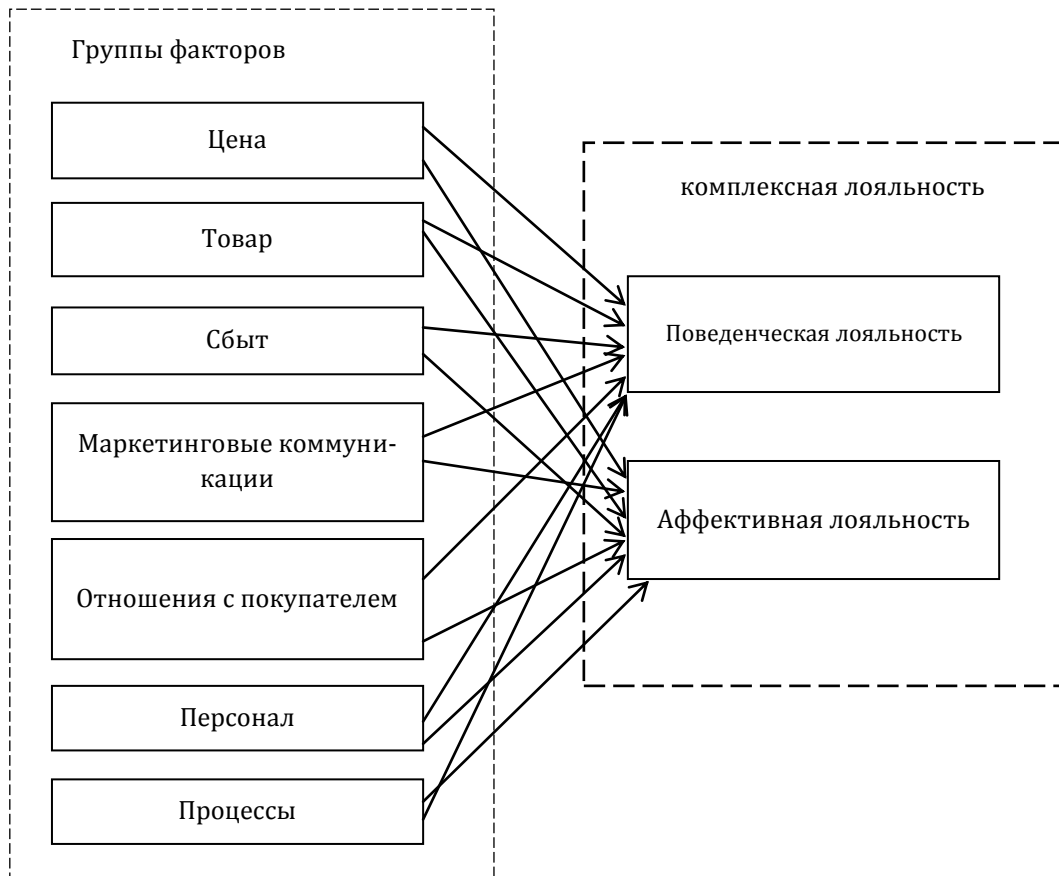 Группы факторов
Цена
Товар
Сбыт
Маркетинговые коммуни-
кации
Отношения с покупателем
Персонал
Процессы
комплексная лояльность
Поведенческая лояльность
Аффективная лояльность